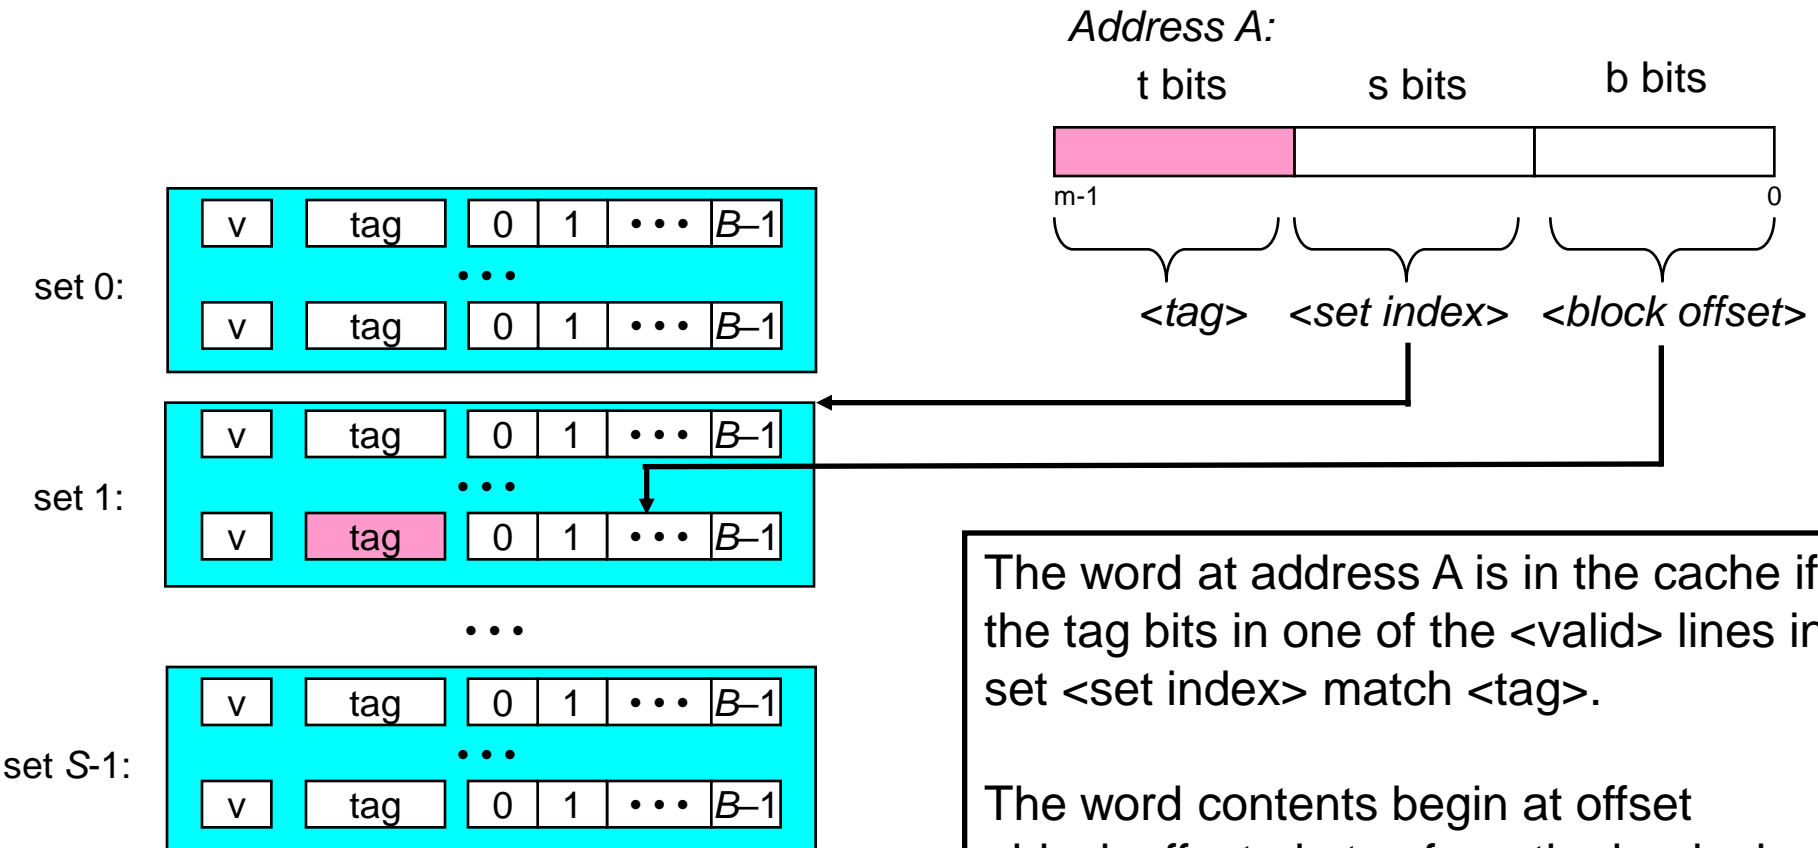 Address A:
t bits s bits b bits
m-1 0
<tag> <set index> <block offset>
set 0:
v tag 0 1 • • • B–1
• • •
v tag 0 1 • • • B–1
set 1:
v tag 0 1 • • • B–1
• • •
v tag 0 1 • • • B–1
• • •
set S-1:
v tag 0 1 • • • B–1
• • •
v tag 0 1 • • • B–1
The word at address A is in the cache if
the tag bits in one of the <valid> lines in
set <set index> match <tag>.
The word contents begin at offset